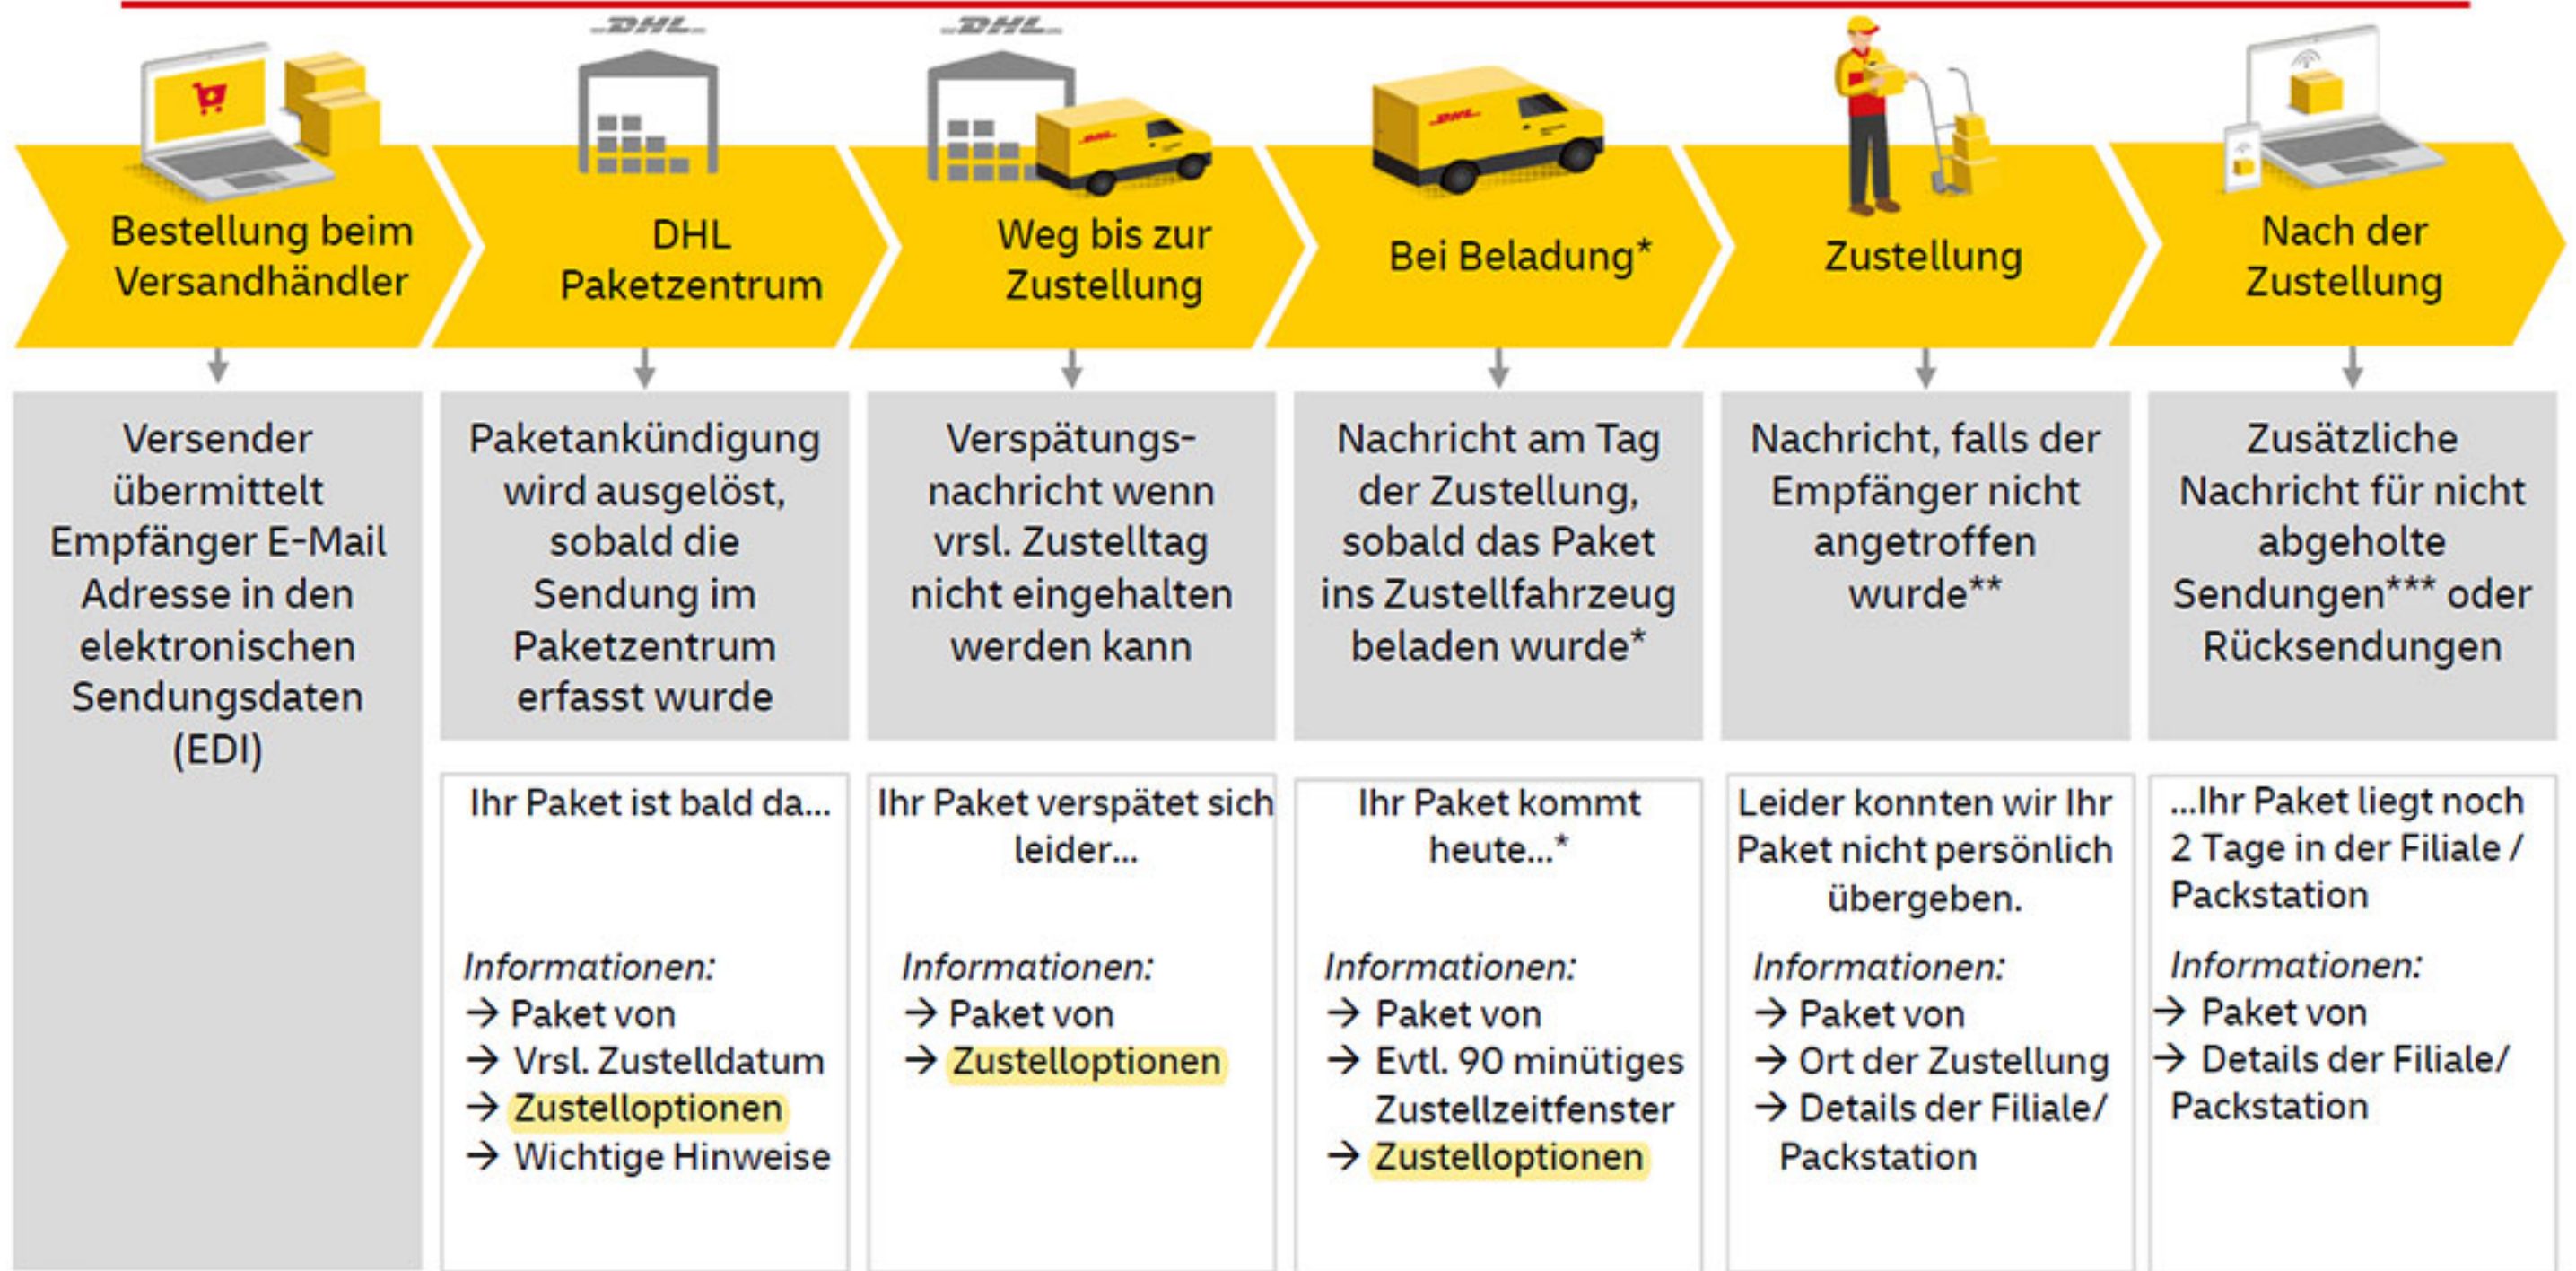 DHL
DHL
DHL
DHL
Bestellung beim
Versandhändler
DHL
Paketzentrum
Weg bis zur
Zustellung
Bei Beladung*
Zustellung
Nach der
Zustellung
Versender
übermittelt
Empfänger E-Mail
Adresse in den
elektronischen
Sendungsdaten
(EDI)
Paketankündigung
wird ausgelöst,
sobald die
Sendung im
Paketzentrum
erfasst wurde
Verspätungs-
nachricht wenn
vrsl. Zustelltag
nicht eingehalten
werden kann
Nachricht am Tag
der Zustellung,
sobald das Paket
ins Zustellfahrzeug
beladen wurde*
Nachricht, falls der
Empfänger nicht
angetroffen
wurde**
Zusätzliche
Nachricht für nicht
abgeholte
Sendungen*** oder
Rücksendungen
Ihr Paket ist bald da...
Informationen:
→ Paket von
→ Vrsl. Zustelldatum
→ Zustelloptionen
→ Wichtige Hinweise
Ihr Paket verspätet sich
leider...
Informationen:
→ Paket von
→ Zustelloptionen
Ihr Paket kommt
heute...*
Informationen:
→ Paket von
→ Evtl. 90 minütiges
Zustellzeitfenster
→ Zustelloptionen
Leider konnten wir Ihr
Paket nicht persönlich
übergeben.
Informationen:
→ Paket von
→ Ort der Zustellung
→ Details der Filiale/
Packstation
...Ihr Paket liegt noch
2 Tage in der Filiale /
Packstation
Informationen:
→ Paket von
→ Details der Filiale/
Packstation